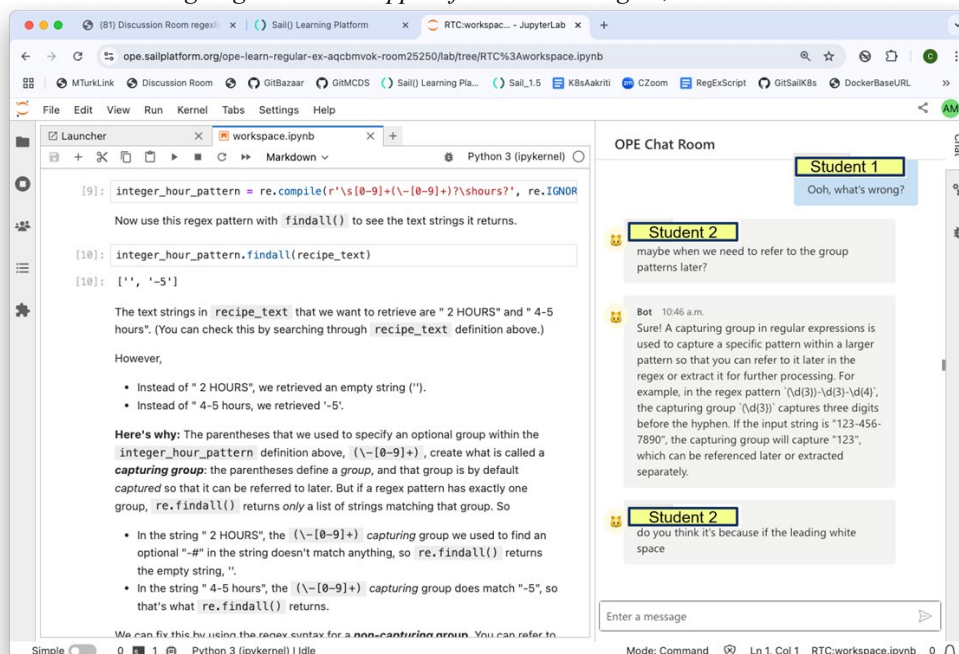 (81) Discussion Room regexI
Sail() Learning Platform
RTC:workspac... - JupyterLab
ope.sailplatform.org/ope-learn-regular-ex-aqcbmvok-room25250/lab/tree/RTC%3Aworkspace.ipynb
C
MTurkLink Discussion Room GitBazaar GitMCDS Sail() Learning Pla... Sail_1.5 K8sAakriti CZoom RegExScript GitSailK8s DockerBaseURL »
File Edit View Run Kernel Tabs Settings Help
AM
Launcher workspace.ipynb
Markdown Python 3 (ipykernel)
[9]: integer_hour_pattern = re.compile(r'\s[0-9]+(\-[0-9]+)?\shours?', re.IGNOR
Now use this regex pattern with findall() to see the text strings it returns.
[10]: integer_hour_pattern.findall(recipe_text)
[10]: ['', '-5']
The text strings in recipe_text that we want to retrieve are " 2 HOURS" and " 4-5
hours". (You can check this by searching through recipe_text definition above.)
However,
• Instead of " 2 HOURS", we retrieved an empty string ('').
• Instead of " 4-5 hours, we retrieved '-5'.
Here's why: The parentheses that we used to specify an optional group within the
integer_hour_pattern definition above, (\-[0-9]+), create what is called a
capturing group: the parentheses define a group, and that group is by default
captured so that it can be referred to later. But if a regex pattern has exactly one
group, re.findall() returns only a list of strings matching that group. So
• In the string " 2 HOURS", the (\-[0-9]+) capturing group we used to find an
optional "-#" in the string doesn't match anything, so re.findall() returns
the empty string, ''.
• In the string " 4-5 hours", the (\-[0-9]+) capturing group does match "-5", so
that's what re.findall() returns.
We can fix this by using the regex syntax for a non-capturing group. You can refer to
OPE Chat Room
Student 1
Ooh, what's wrong?
Student 2
maybe when we need to refer to the group
patterns later?
Bot 10:46 a.m.
Sure! A capturing group in regular expressions is
used to capture a specific pattern within a larger
pattern so that you can refer to it later in the
regex or extract it for further processing. For
example, in the regex pattern `(\d{3})-\d{3}-\d{4}`,
the capturing group `(\d{3})` captures three digits
before the hyphen. If the input string is "123-456-
7890", the capturing group will capture "123",
which can be referenced later or extracted
separately.
Student 2
do you think it's because if the leading white
space
Enter a message
Chat
Simple 0 1 Python 3 (ipykernel) | Idle Mode: Command Ln 1, Col 1 RTC:workspace.ipynb 0